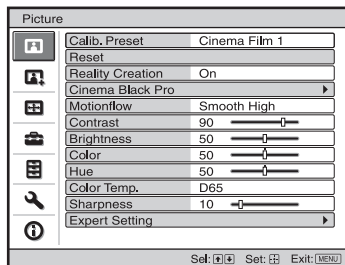 Picture
Calib. Preset Cinema Film 1
Reset
Reality Creation On
Cinema Black Pro
Motionflow Smooth High
Contrast 90
Brightness 50
Color 50
Hue 50
Color Temp. D65
Sharpness 10
Expert Setting
Sel: Set: Exit: MENU